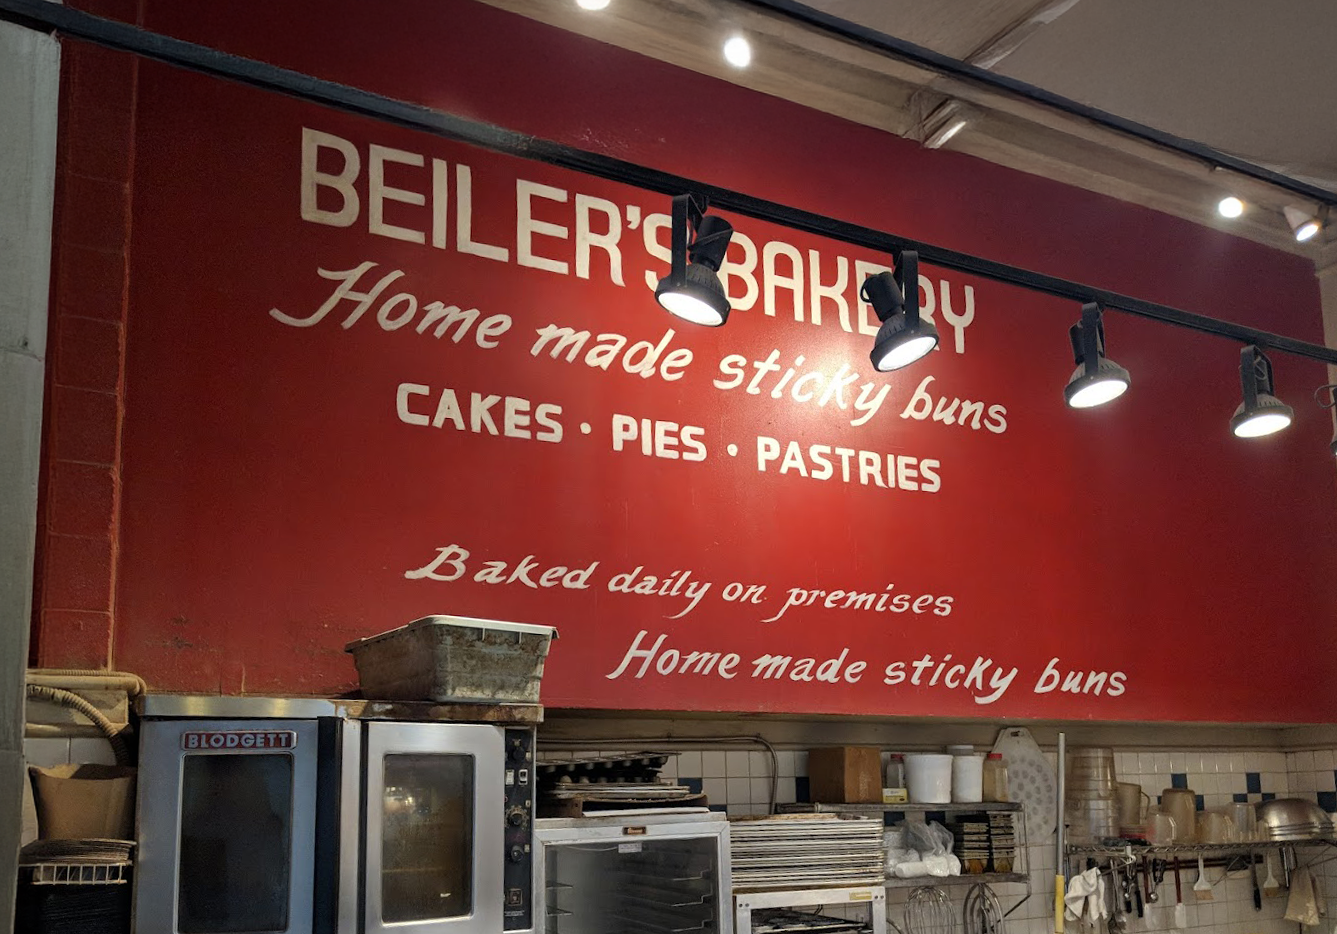 BEILER'S BAKERY
Home made sticky buns
CAKES · PIES · PASTRIES
Baked daily on premises
Home made sticky buns
BLODGETT